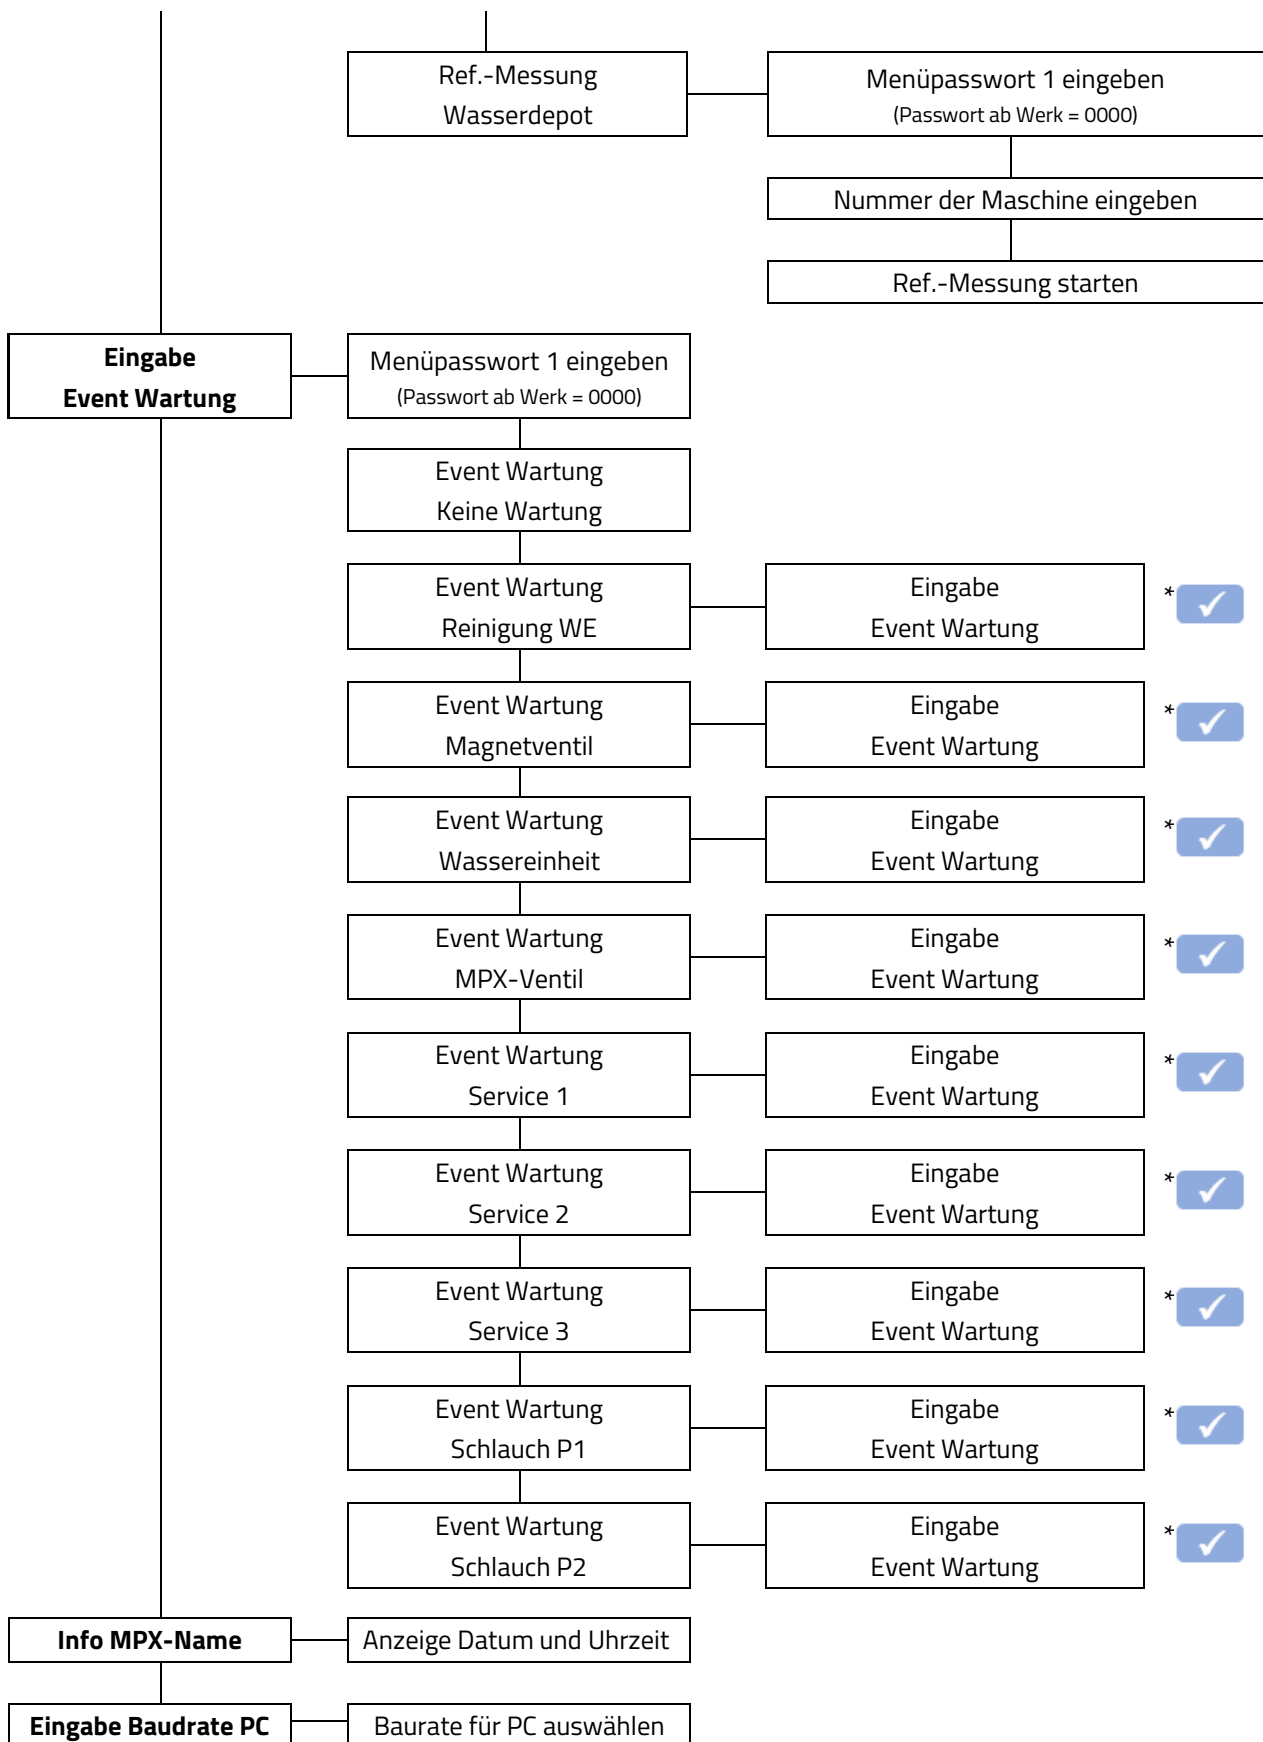 Ref.-Messung
Wasserdepot
Menüpasswort 1 eingeben
(Passwort ab Werk = 0000)
Nummer der Maschine eingeben
Ref.-Messung starten
Eingabe
Event Wartung
Menüpasswort 1 eingeben
(Passwort ab Werk = 0000)
Event Wartung
Keine Wartung
Event Wartung
Reinigung WE
Eingabe
Event Wartung
*
Event Wartung
Magnetventil
Eingabe
Event Wartung
*
Event Wartung
Wassereinheit
Eingabe
Event Wartung
*
Event Wartung
MPX-Ventil
Eingabe
Event Wartung
*
Event Wartung
Service 1
Eingabe
Event Wartung
*
Event Wartung
Service 2
Eingabe
Event Wartung
*
Event Wartung
Service 3
Eingabe
Event Wartung
*
Event Wartung
Schlauch P1
Eingabe
Event Wartung
*
Event Wartung
Schlauch P2
Eingabe
Event Wartung
*
Info MPX-Name
Anzeige Datum und Uhrzeit
Eingabe Baudrate PC
Baurate für PC auswählen